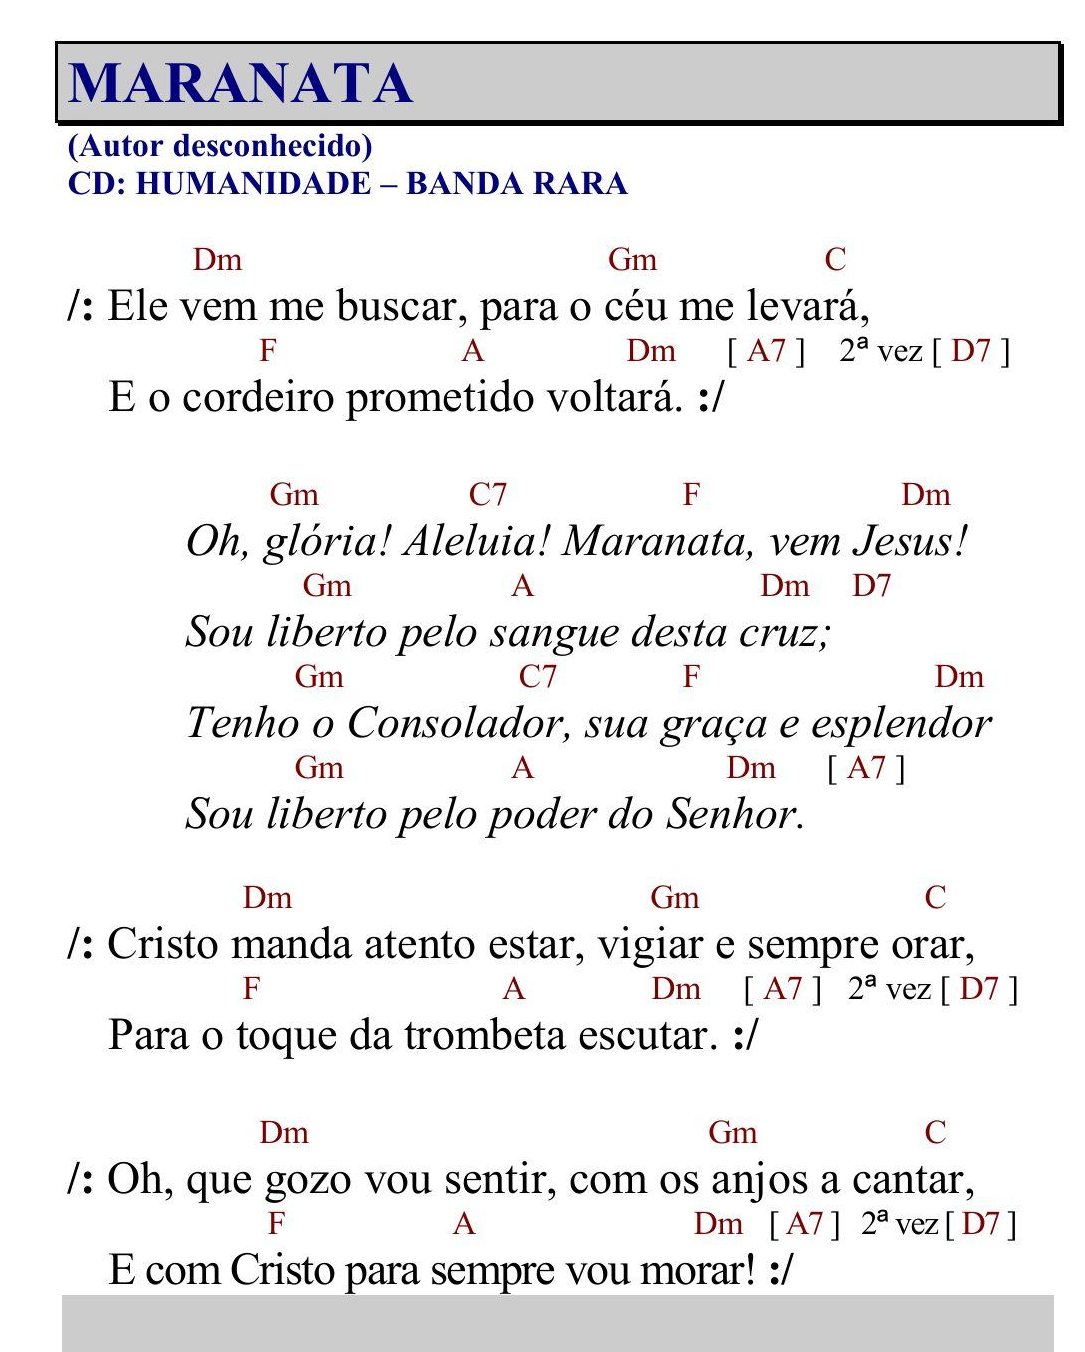 MARANATA
(Autor desconhecido)
CD: HUMANIDADE – BANDA RARA
Dm Gm C
/: Ele vem me buscar, para o céu me levará,
F A Dm [ A7 ] 2ª vez [ D7 ]
E o cordeiro prometido voltará. :/
Gm C7 F Dm
Oh, glória! Aleluia! Maranata, vem Jesus!
Gm A Dm D7
Sou liberto pelo sangue desta cruz;
Gm C7 F Dm
Tenho o Consolador, sua graça e esplendor
Gm A Dm [ A7 ]
Sou liberto pelo poder do Senhor.
Dm Gm C
/: Cristo manda atento estar, vigiar e sempre orar,
F A Dm [ A7 ] 2ª vez [ D7 ]
Para o toque da trombeta escutar. :/
Dm Gm C
/: Oh, que gozo vou sentir, com os anjos a cantar,
F A Dm [ A7 ] 2ª vez [ D7 ]
E com Cristo para sempre vou morar! :/